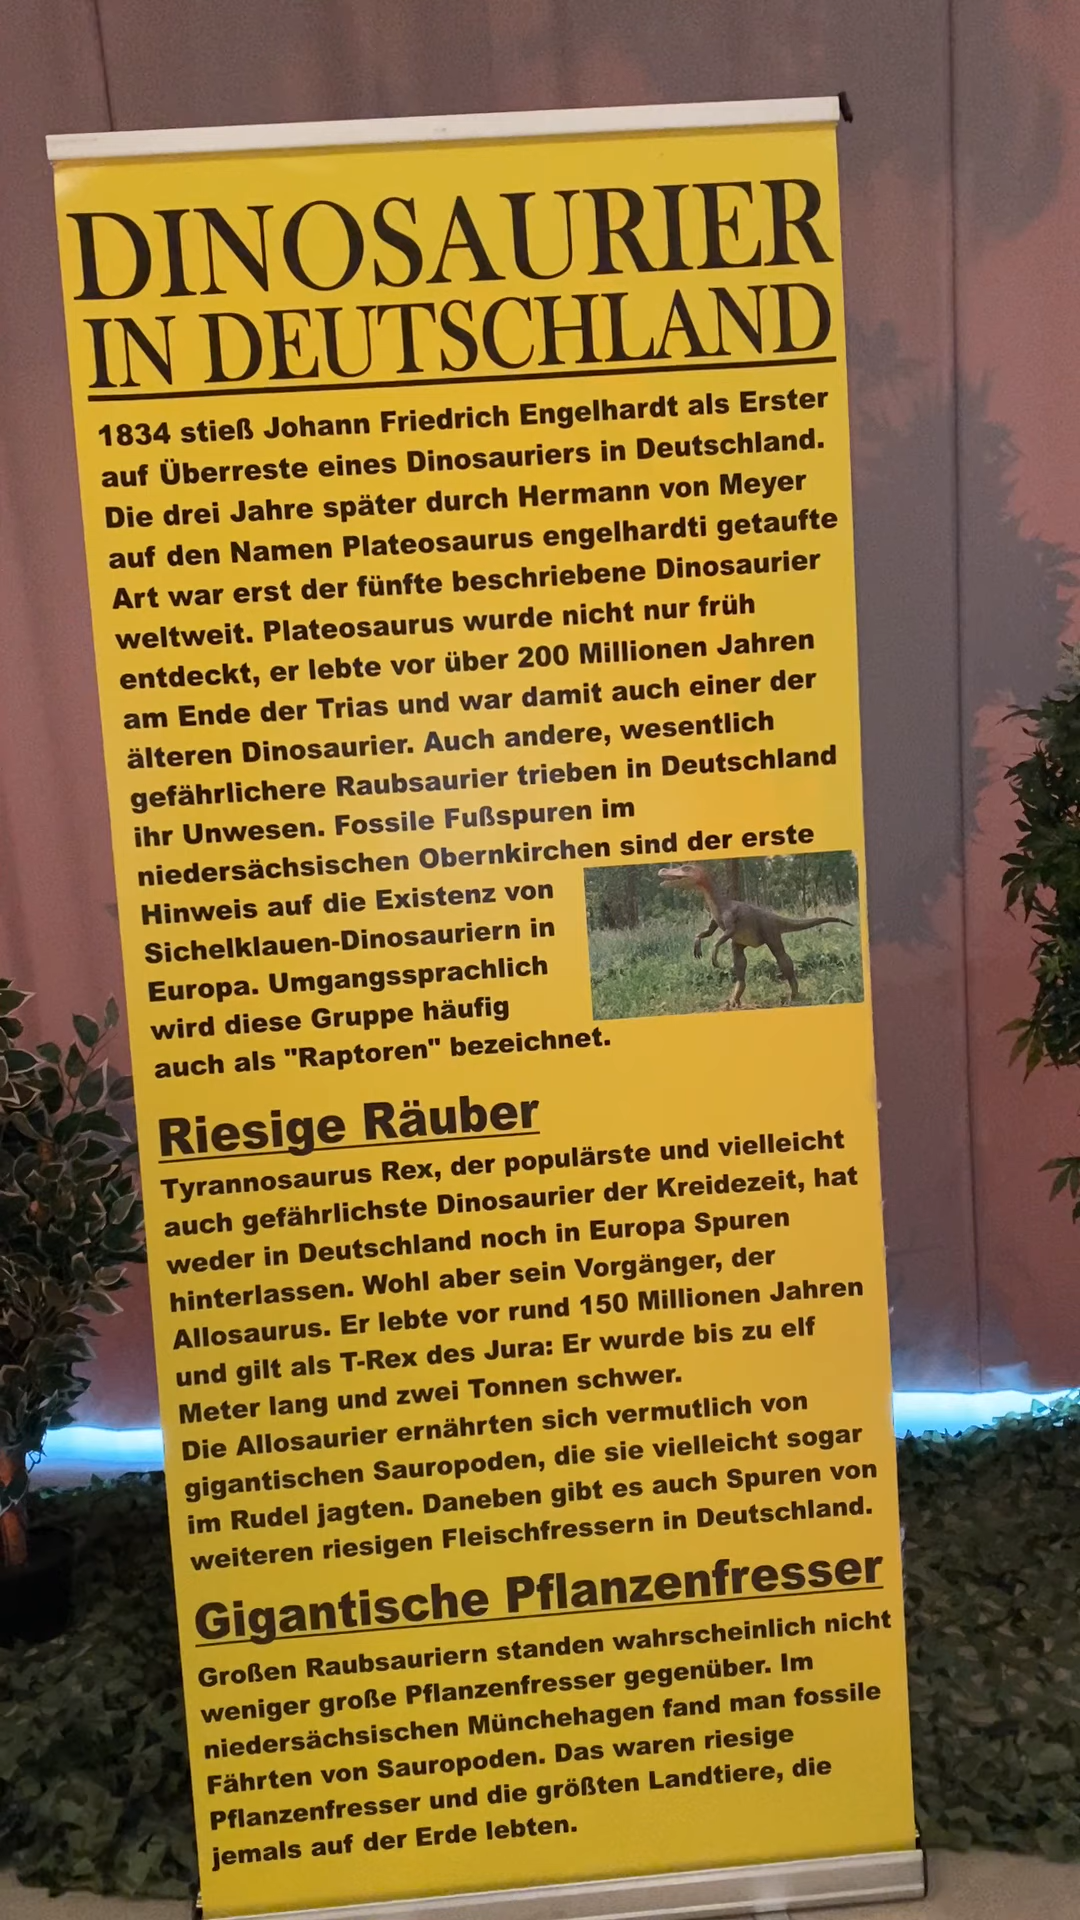 DINOSAURIER
IN DEUTSCHLAND
1834 stieß Johann Friedrich Engelhardt als Erster
auf Überreste eines Dinosauriers in Deutschland.
Die drei Jahre später durch Hermann von Meyer
auf den Namen Plateosaurus engelhardti getaufte
Art war erst der fünfte beschriebene Dinosaurier
weltweit. Plateosaurus wurde nicht nur früh
entdeckt, er lebte vor über 200 Millionen Jahren
am Ende der Trias und war damit auch einer der
älteren Dinosaurier. Auch andere, wesentlich
gefährlichere Raubsaurier trieben in Deutschland
ihr Unwesen. Fossile Fußspuren im
niedersächsischen Obernkirchen sind der erste
Hinweis auf die Existenz von
Sichelklauen-Dinosauriern in
Europa. Umgangssprachlich
wird diese Gruppe häufig
auch als "Raptoren" bezeichnet.
Riesige Räuber
Tyrannosaurus Rex, der populärste und vielleicht
auch gefährlichste Dinosaurier der Kreidezeit, hat
weder in Deutschland noch in Europa Spuren
hinterlassen. Wohl aber sein Vorgänger, der
Allosaurus. Er lebte vor rund 150 Millionen Jahren
und gilt als T-Rex des Jura: Er wurde bis zu elf
Meter lang und zwei Tonnen schwer.
Die Allosaurier ernährten sich vermutlich von
gigantischen Sauropoden, die sie vielleicht sogar
im Rudel jagten. Daneben gibt es auch Spuren von
weiteren riesigen Fleischfressern in Deutschland.
Gigantische Pflanzenfresser
Großen Raubsauriern standen wahrscheinlich nicht
weniger große Pflanzenfresser gegenüber. Im
niedersächsischen Münchehagen fand man fossile
Fährten von Sauropoden. Das waren riesige
Pflanzenfresser und die größten Landtiere, die
jemals auf der Erde lebten.